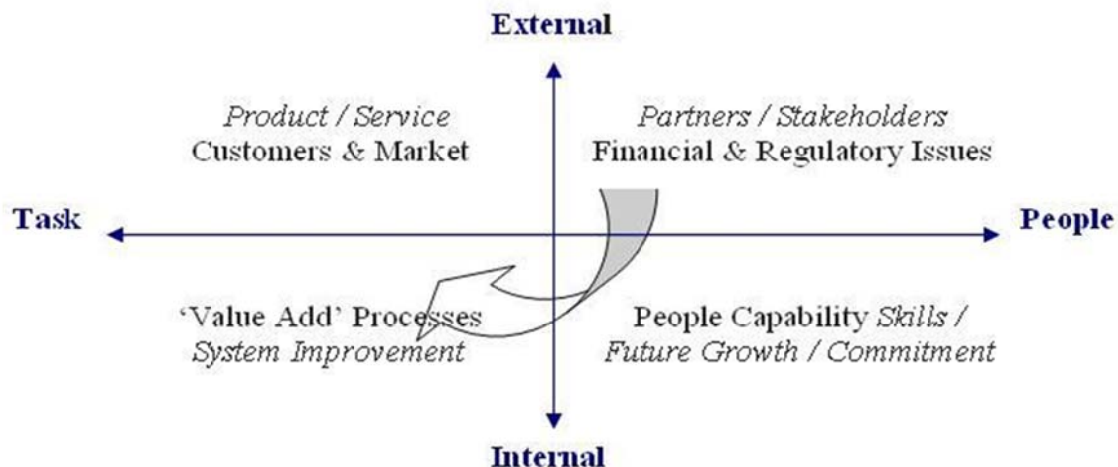 External
Product / Service
Customers & Market
Partners / Stakeholders
Financial & Regulatory Issues
Task
People
‘Value Add’ Processes
System Improvement
People Capability Skills /
Future Growth / Commitment
Internal